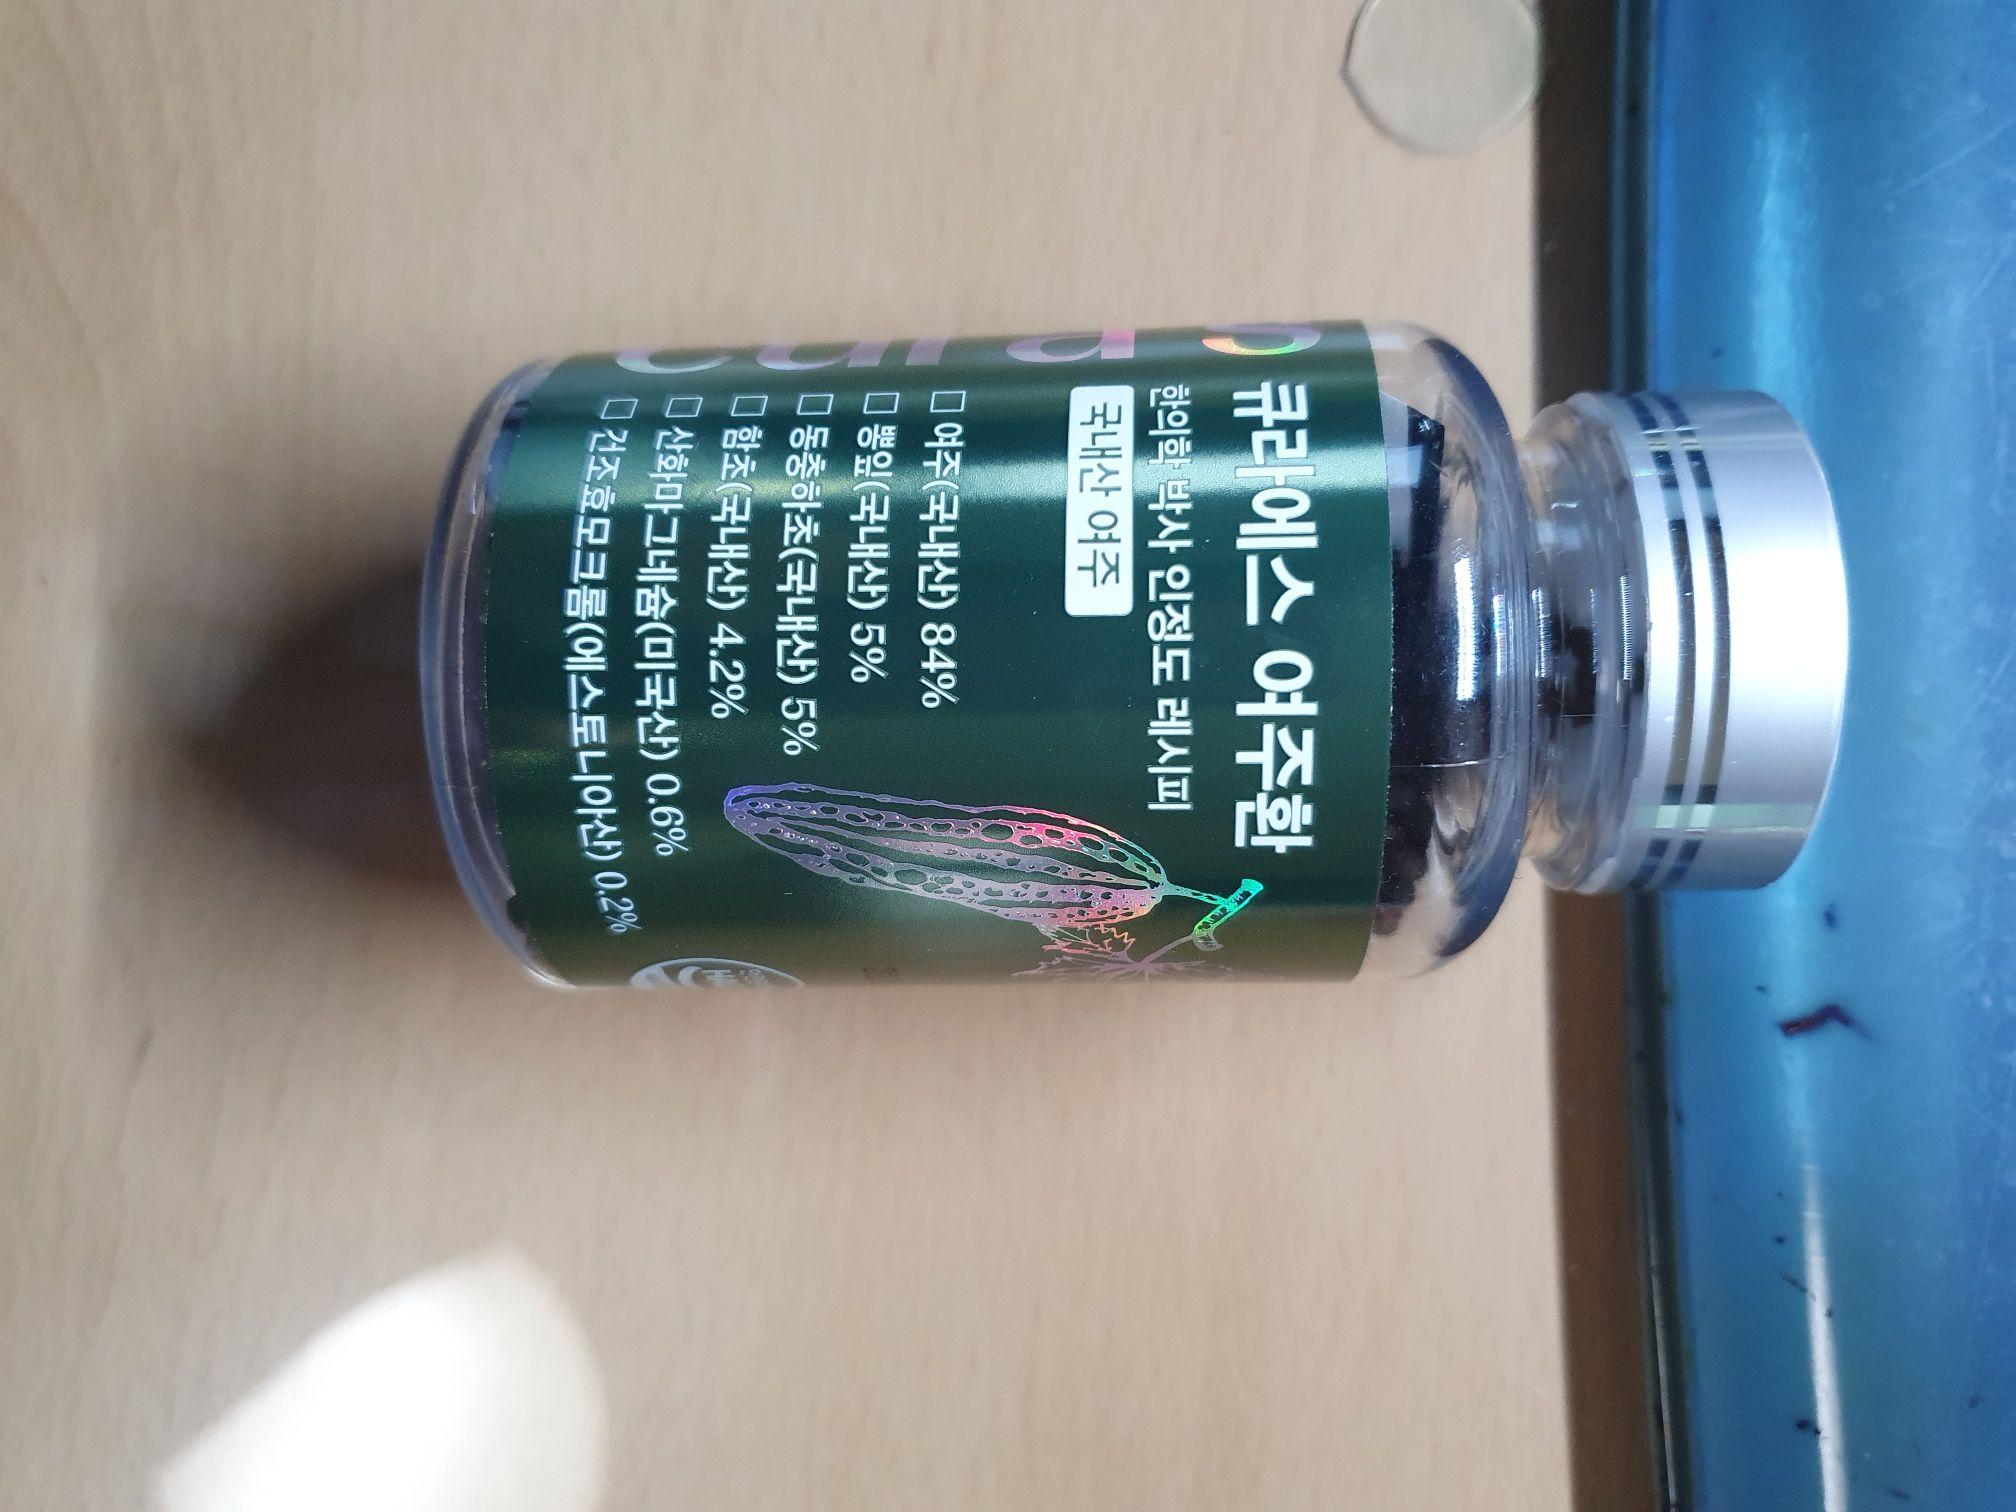 큐라에스 여주환
한의학 박사 인정도 레시피
국내산 여주
여주(국내산) 84%
뽕잎(국내산) 5%
동충하초(국내산) 5%
함초(국내산) 4.2%
산화마그네슘(미국산) 0.6%
건조효모크롬(에스토니아산) 0.2%
cura S